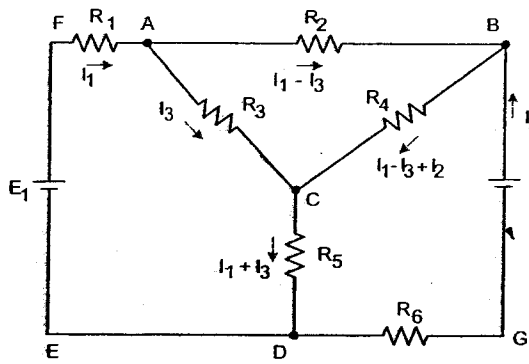 F R1 A R2 B
I1 I1 - I3
I3 R3 R4
I1-I3+I2
E1 C
I1 + I3 R5
R6
E D G